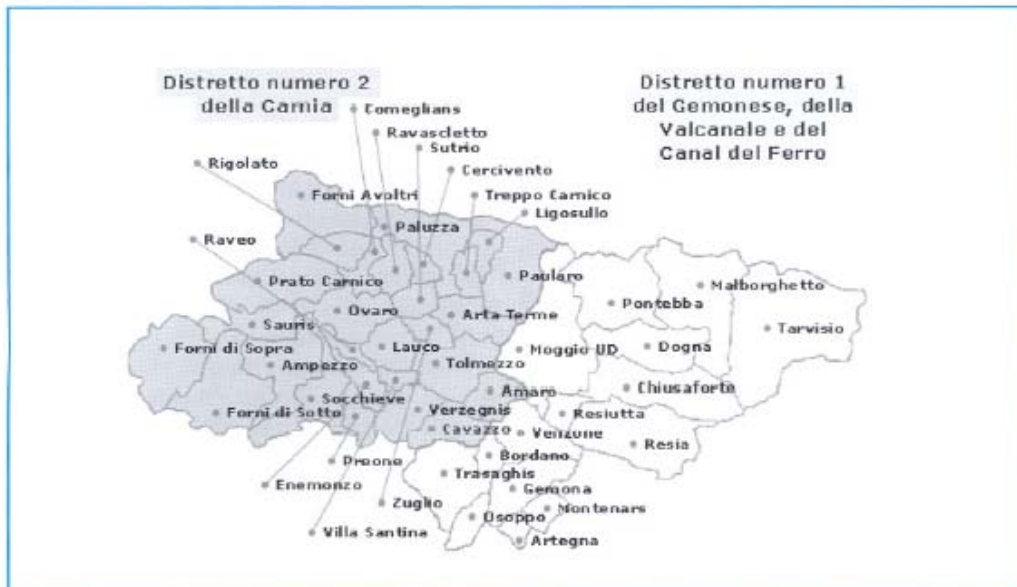 Distretto numero 2
della Carnia
Distretto numero 1
del Gemonese, della
Valcanale e del
Canal del Ferro
Comeglians
Ravascletto
Sutrio
Rigolato
Cercivento
Forni Avoltri
Treppo Carnico
Ligosullo
Paluzza
Raveo
Prato Carnico
Paularo
Malborghetto
Pontebba
Ovaro
Arta Terme
Sauris
Tarvisio
Forni di Sopra
Lauco
Moggio UD
Dogna
Ampezzo
Tolmezzo
Chiusaforte
Socchieve
Amaro
Forni di Sotto
Verzegnis
Resiutta
Cavazzo
Venzone
Resia
Preone
Bordano
Trasaghis
Enemonzo
Gemona
Zuglio
Osoppo
Montenars
Villa Santina
Artegna